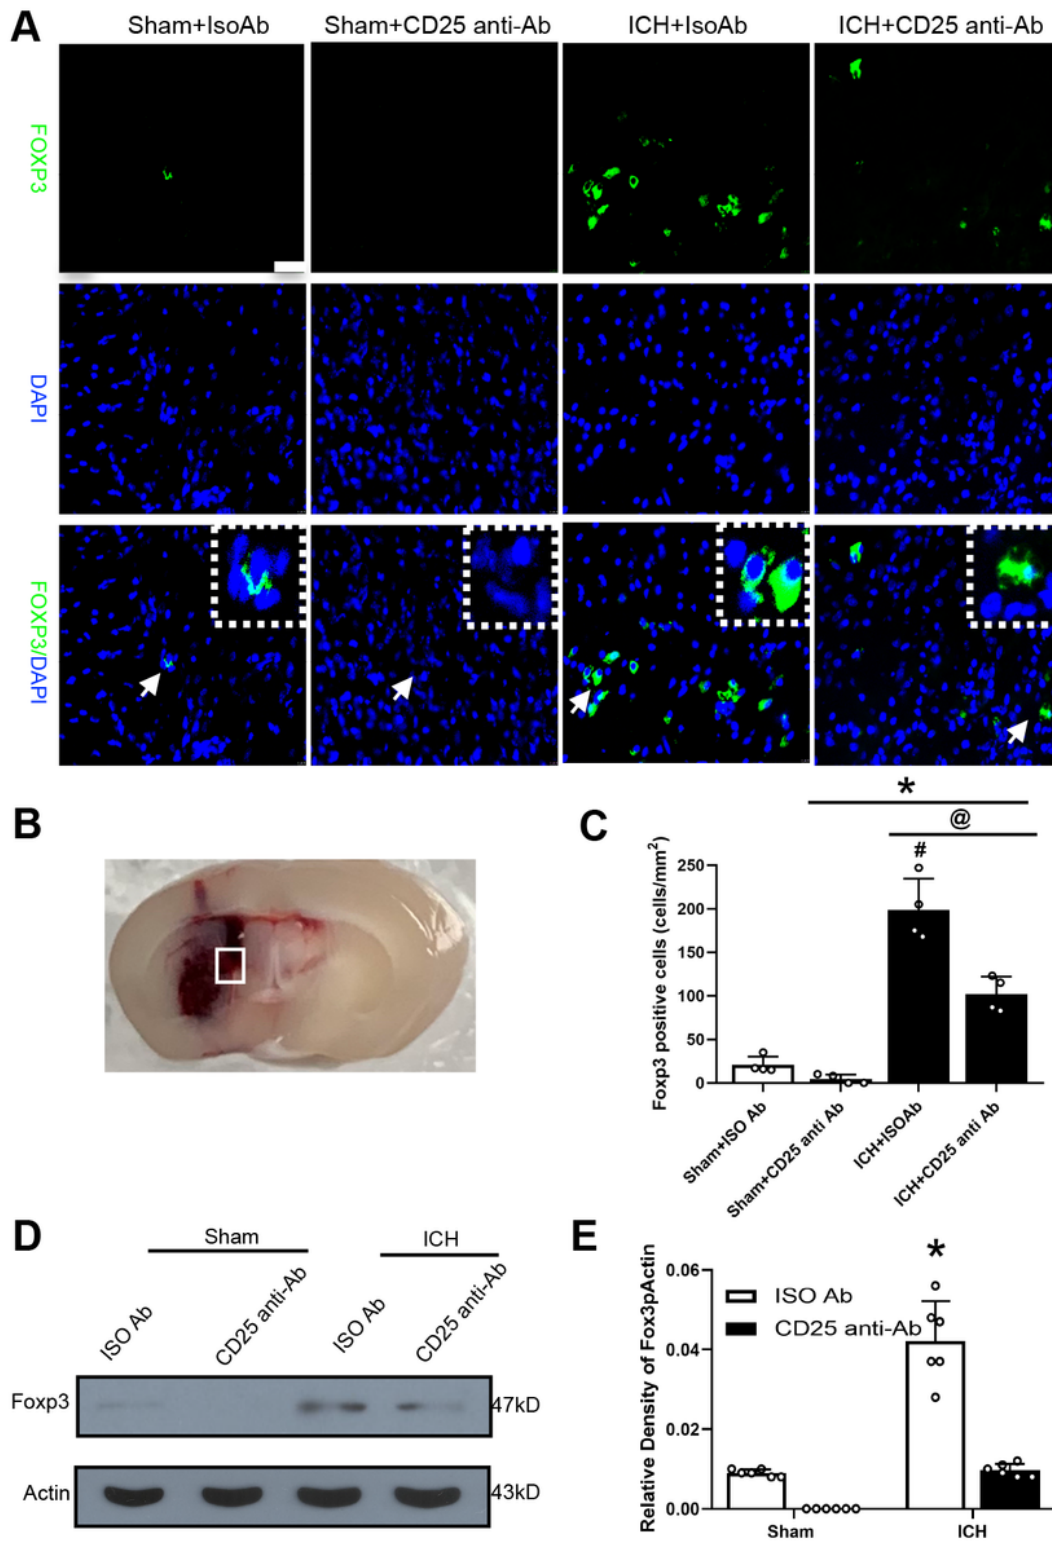 A
Sham+IsoAb
Sham+CD25 anti-Ab
ICH+IsoAb
ICH+CD25 anti-Ab
FOXP3
DAPI
FOXP3/DAPI
B
C
*
@
#
Foxp3 positive cells (cells/mm²)
250
200
150
100
50
0
Sham+ISO Ab
Sham+CD25 anti Ab
ICH+ISOAb
ICH+CD25 anti Ab
D
Sham
ICH
ISO Ab
CD25 anti-Ab
ISO Ab
CD25 anti-Ab
Foxp3
47kD
Actin
43kD
E
*
Relative Density of Fox3pActin
0.06
0.04
0.02
0.00
ISO Ab
CD25 anti-Ab
Sham
ICH